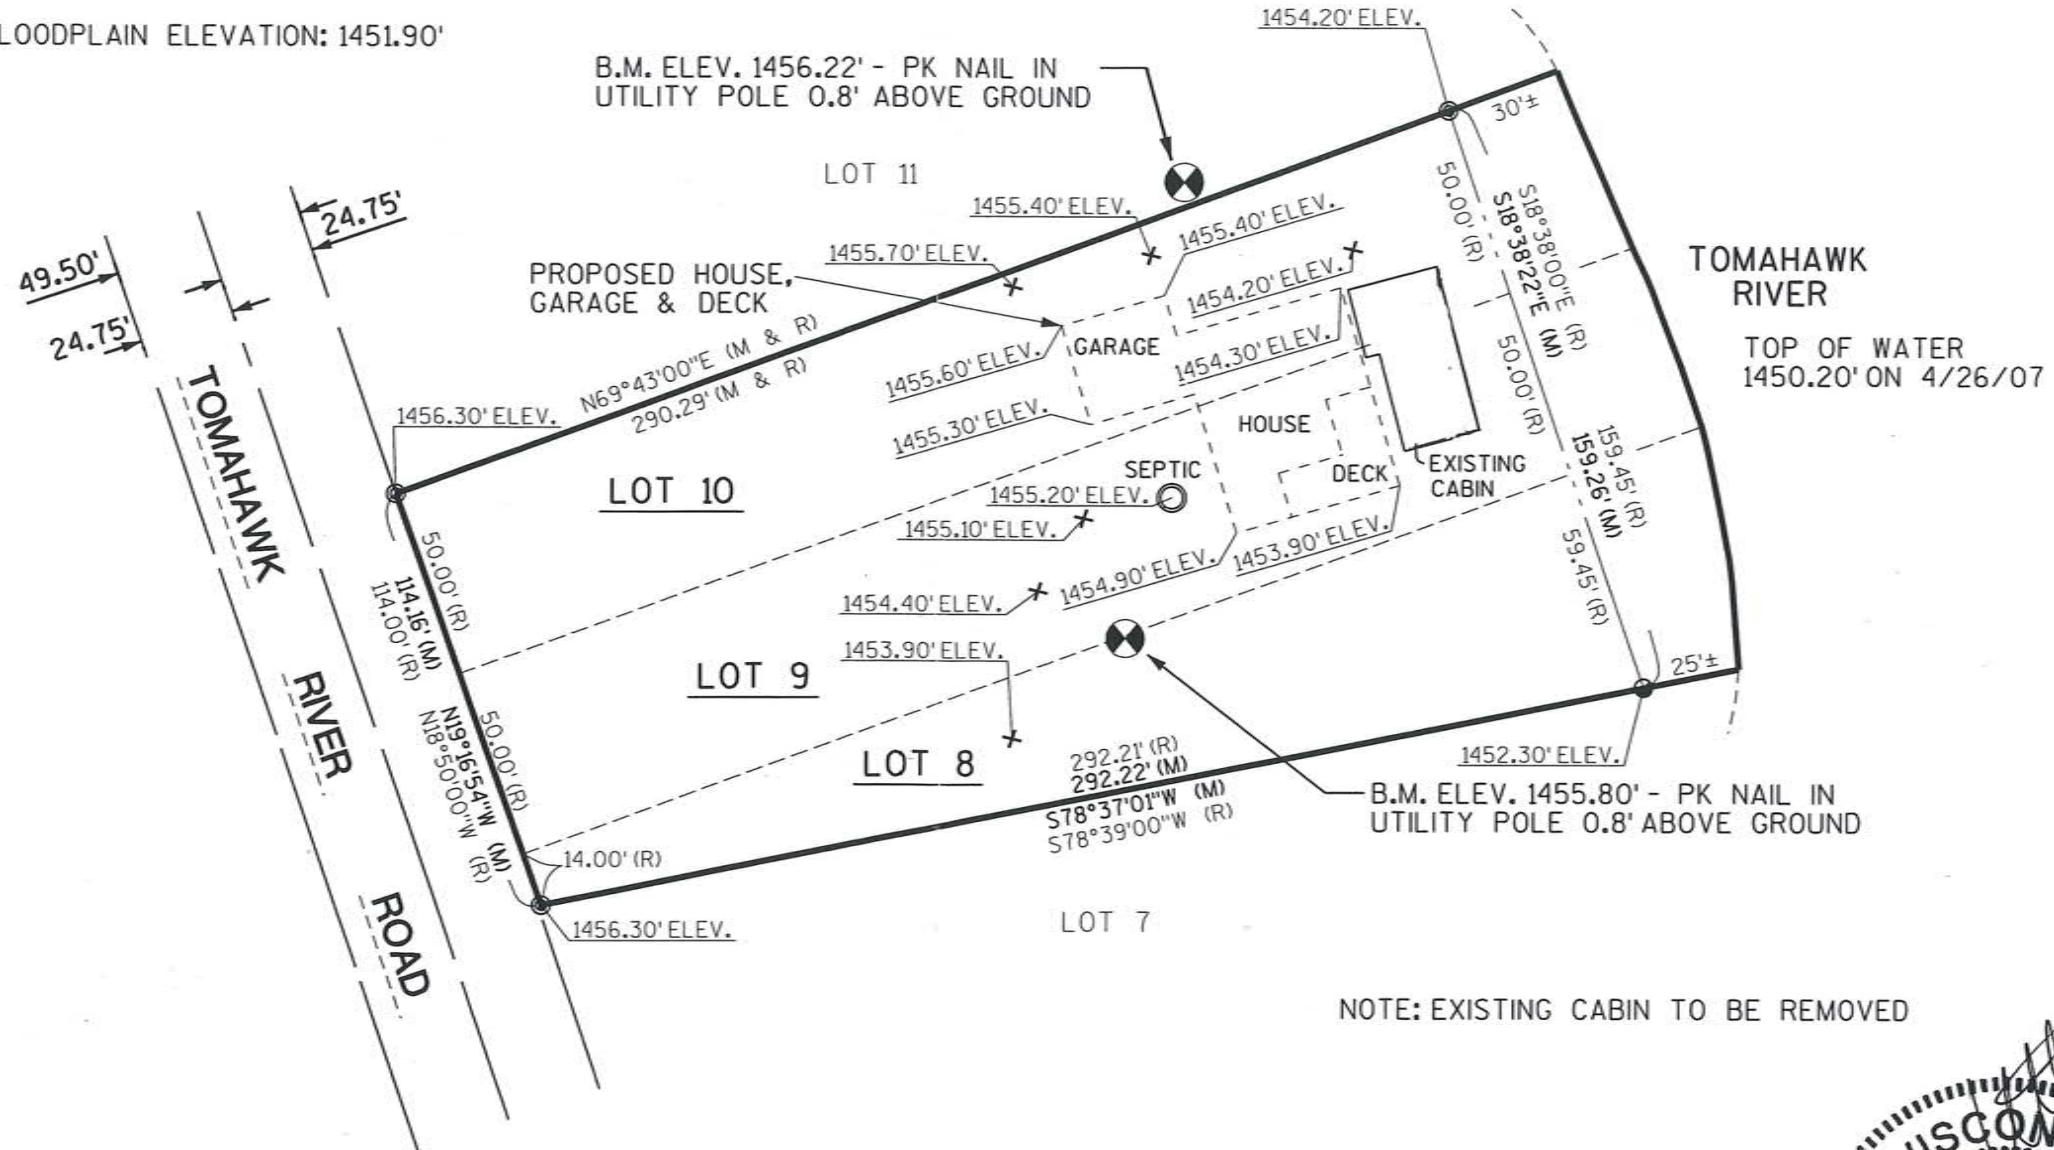 LOODPLAIN ELEVATION: 1451.90'
1454.20' ELEV.
B.M. ELEV. 1456.22' - PK NAIL IN
UTILITY POLE 0.8' ABOVE GROUND
30'±
LOT 11
24.75'
49.50'
24.75'
1455.40' ELEV.
1455.40' ELEV.
1455.70' ELEV.
PROPOSED HOUSE,
GARAGE & DECK
1454.20' ELEV.
50.00' (R)
S18°38'00"E (R)
S18°38'22"E (M)
TOMAHAWK
RIVER
TOP OF WATER
1450.20' ON 4/26/07
N69°43'00"E (M & R)
290.29' (M & R)
GARAGE
1455.60' ELEV.
1454.30' ELEV.
1455.30' ELEV.
HOUSE
50.00' (R)
1456.30' ELEV.
TOMAHAWK
RIVER
ROAD
LOT 10
SEPTIC
DECK
EXISTING
CABIN
159.45' (R)
159.26' (M)
1455.20' ELEV.
1455.10' ELEV.
1453.90' ELEV.
1454.90' ELEV.
59.45' (R)
50.00' (R)
114.16' (M)
114.00' (R)
1454.40' ELEV.
1453.90' ELEV.
LOT 9
25'±
50.00' (R)
N19°16'54"W (M)
N18°50'00"W (R)
LOT 8
292.21' (R)
292.22' (M)
S78°37'01"W (M)
S78°39'00"W (R)
1452.30' ELEV.
B.M. ELEV. 1455.80' - PK NAIL IN
UTILITY POLE 0.8' ABOVE GROUND
14.00' (R)
1456.30' ELEV.
LOT 7
NOTE: EXISTING CABIN TO BE REMOVED